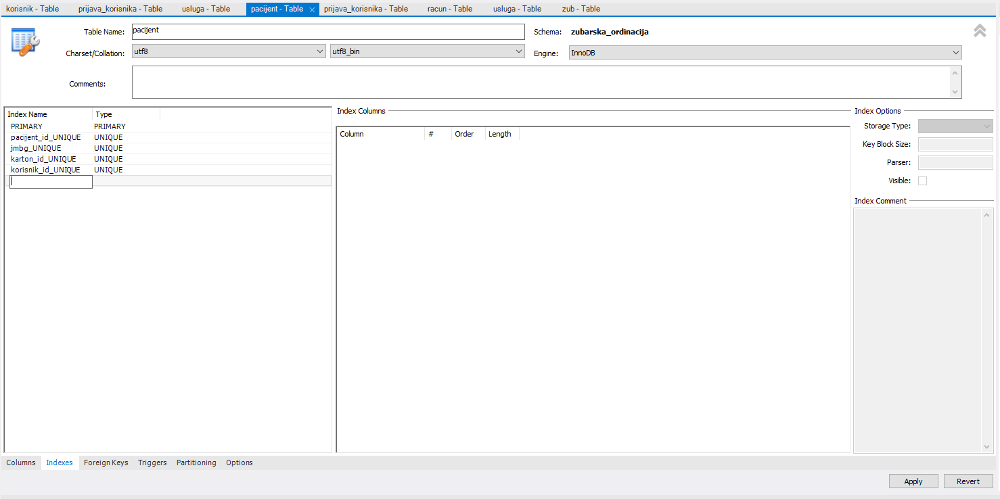 korisnik - Table prijava_korisnika - Table usluga - Table pacijent - Table prijava_korisnika - Table racun - Table usluga - Table zub - Table
Table Name: pacijent Schema: zubarska_ordinacija
Charset/Collation: utf8 utf8_bin Engine: InnoDB
Comments:
Index Name Type
PRIMARY PRIMARY
pacijent_id_UNIQUE UNIQUE
jmbg_UNIQUE UNIQUE
karton_id_UNIQUE UNIQUE
korisnik_id_UNIQUE UNIQUE
Index Columns
Column # Order Length
Index Options
Storage Type:
Key Block Size:
Parser:
Visible:
Index Comment
Columns Indexes Foreign Keys Triggers Partitioning Options
Apply Revert